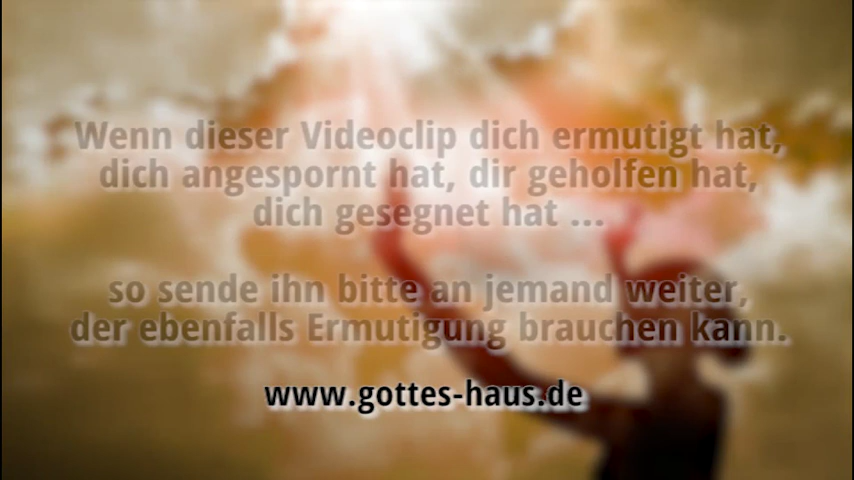 Wenn dieser Videoclip dich ermutigt hat,
dich angespornt hat, dir geholfen hat,
dich gesegnet hat ...
so sende ihn bitte an jemand weiter,
der ebenfalls Ermutigung brauchen kann.
www.gottes-haus.de